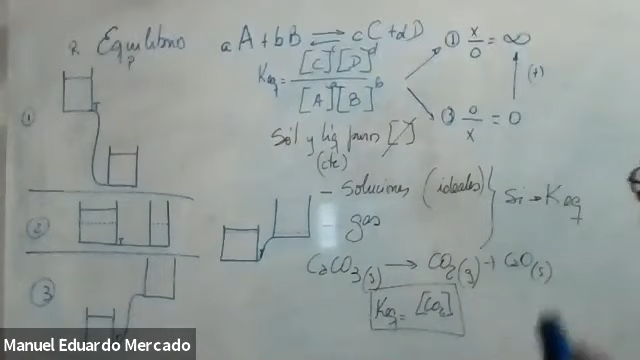 R. Equilibrio
P
aA + bB ⇌ cC + dD
Keq = [C]^c [D]^d / [A]^a [B]^b
① x/0 = ∞
(+)
③ 0/x = 0
Sól y líq puros [ ]
(cte)
- Soluciones (ideales)
- gas
Si → Keq
CaCO3(s) → CO2(g) + CaO(s)
Keq = [CO2]
①
②
③
Manuel Eduardo Mercado